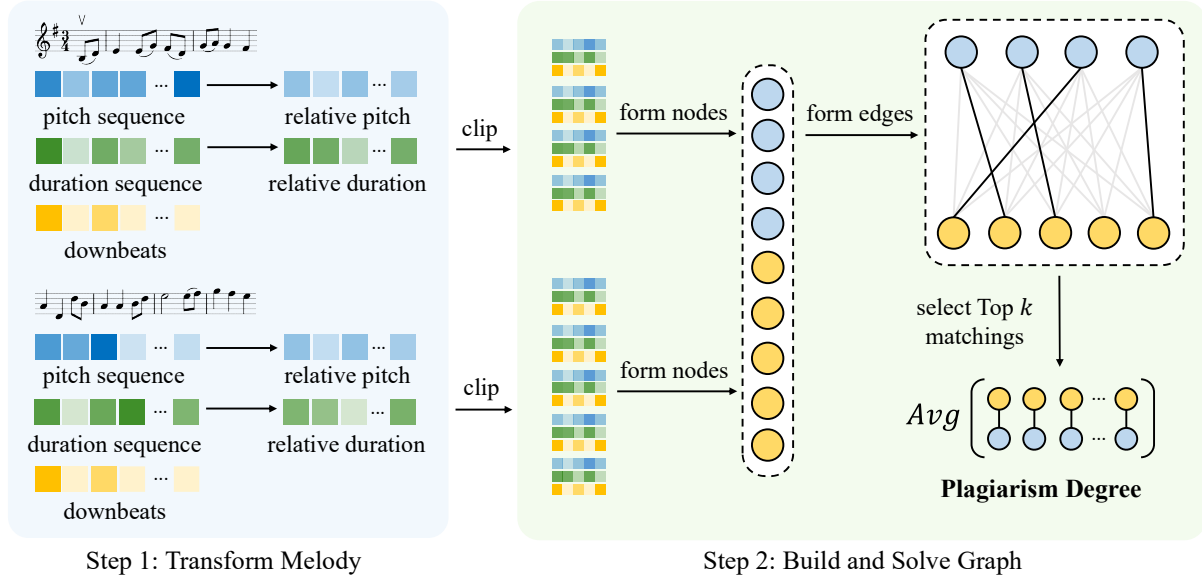 pitch sequence
relative pitch
duration sequence
relative duration
downbeats
clip
pitch sequence
relative pitch
duration sequence
relative duration
downbeats
clip
Step 1: Transform Melody
form nodes
form edges
form nodes
select Top k
matchings
Avg
Plagiarism Degree
Step 2: Build and Solve Graph